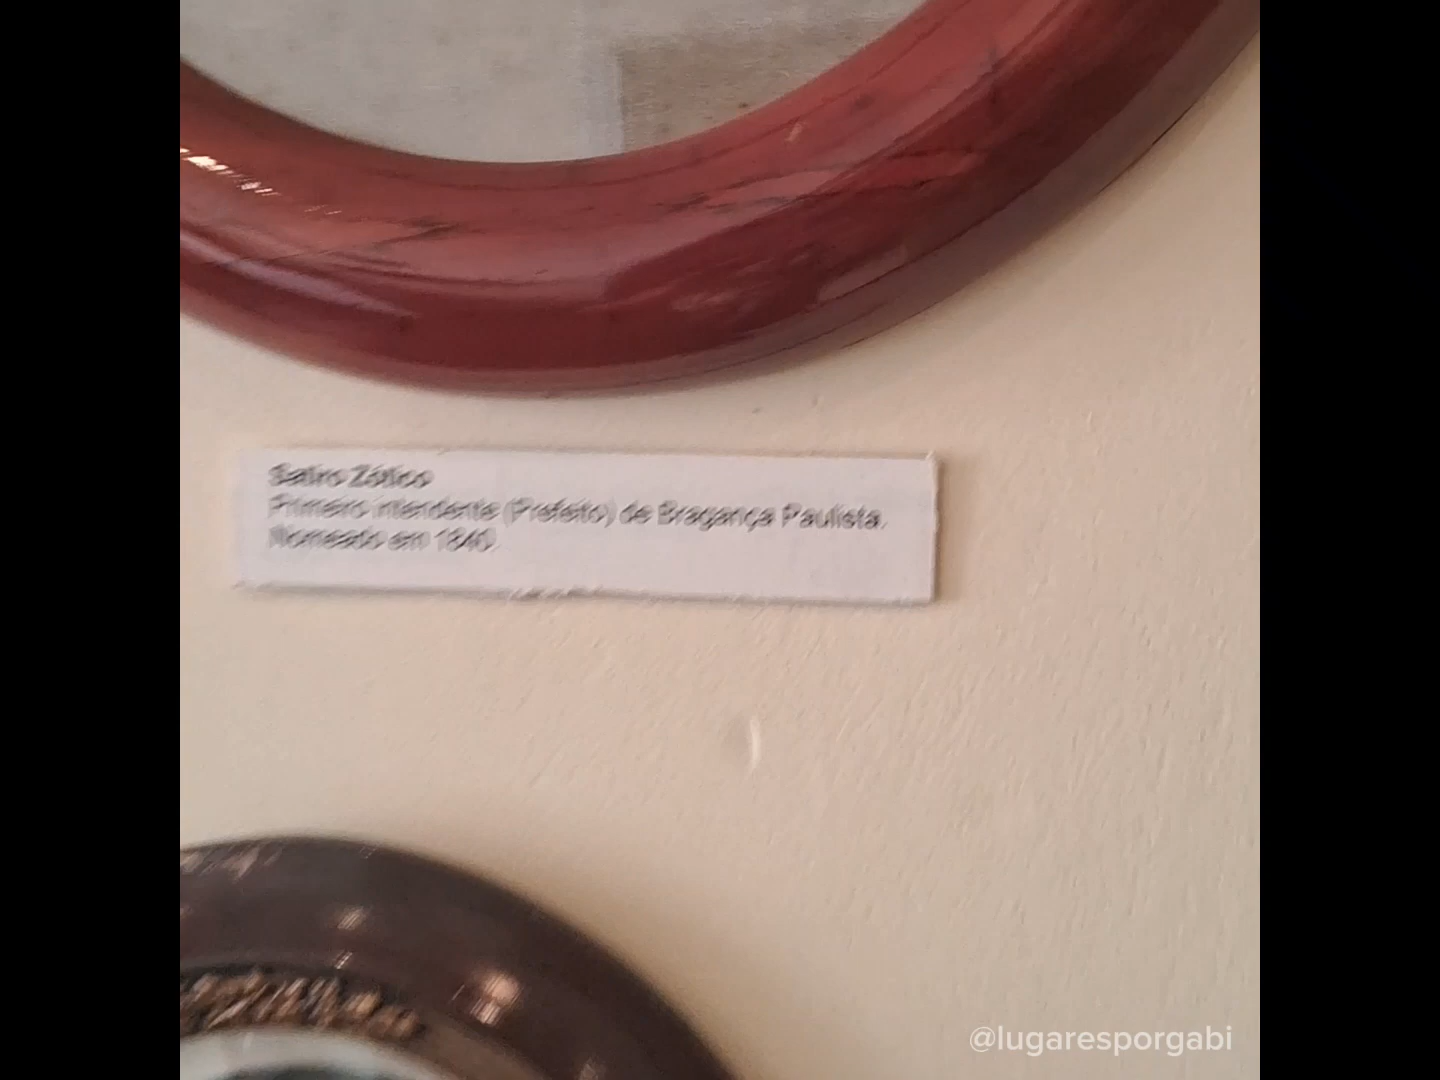 Satiro Zótico
Primeiro intendente (Prefeito) de Bragança Paulista.
Nomeado em 1840.
@lugaresporgabi